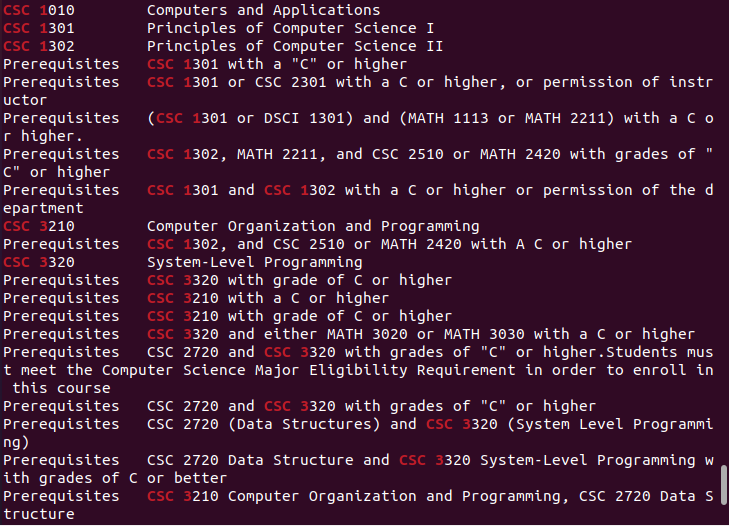 CSC 1010        Computers and Applications
CSC 1301        Principles of Computer Science I
CSC 1302        Principles of Computer Science II
Prerequisites   CSC 1301 with a "C" or higher
Prerequisites   CSC 1301 or CSC 2301 with a C or higher, or permission of instr
uctor
Prerequisites   (CSC 1301 or DSCI 1301) and (MATH 1113 or MATH 2211) with a C o
r higher.
Prerequisites   CSC 1302, MATH 2211, and CSC 2510 or MATH 2420 with grades of "
C" or higher
Prerequisites   CSC 1301 and CSC 1302 with a C or higher or permission of the d
epartment
CSC 3210        Computer Organization and Programming
Prerequisites   CSC 1302, and CSC 2510 or MATH 2420 with A C or higher
CSC 3320        System-Level Programming
Prerequisites   CSC 3320 with grade of C or higher
Prerequisites   CSC 3210 with a C or higher
Prerequisites   CSC 3210 with grade of C or higher
Prerequisites   CSC 3320 and either MATH 3020 or MATH 3030 with a C or higher
Prerequisites   CSC 2720 and CSC 3320 with grades of "C" or higher.Students mus
t meet the Computer Science Major Eligibility Requirement in order to enroll in
 this course
Prerequisites   CSC 2720 and CSC 3320 with grades of "C" or higher
Prerequisites   CSC 2720 (Data Structures) and CSC 3320 (System Level Programmi
ng)
Prerequisites   CSC 2720 Data Structure and CSC 3320 System-Level Programming w
ith grades of C or better
Prerequisites   CSC 3210 Computer Organization and Programming, CSC 2720 Data S
tructure